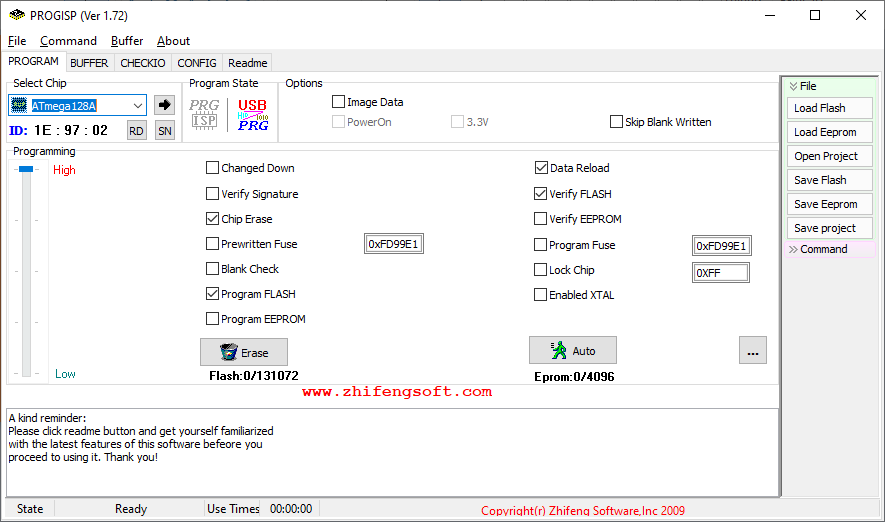 PROGISP (Ver 1.72)
File Command Buffer About
PROGRAM BUFFER CHECKIO CONFIG Readme
Select Chip
ATmega128A
ID: 1E : 97 : 02 RD SN
Program State
PRG ISP
USB PRG
Options
Image Data
PowerOn 3.3V Skip Blank Written
Programming
High
Low
Changed Down
Verify Signature
Chip Erase
Prewritten Fuse 0xFD99E1
Blank Check
Program FLASH
Program EEPROM
Erase
Flash:0/131072
Data Reload
Verify FLASH
Verify EEPROM
Program Fuse 0xFD99E1
Lock Chip 0XFF
Enabled XTAL
Auto ...
Eprom:0/4096
www.zhifengsoft.com
File
Load Flash
Load Eeprom
Open Project
Save Flash
Save Eeprom
Save project
Command
A kind reminder:
Please click readme button and get yourself familiarized
with the latest features of this software befeore you
proceed to using it. Thank you!
State Ready Use Times 00:00:00 Copyright(r) Zhifeng Software,Inc 2009